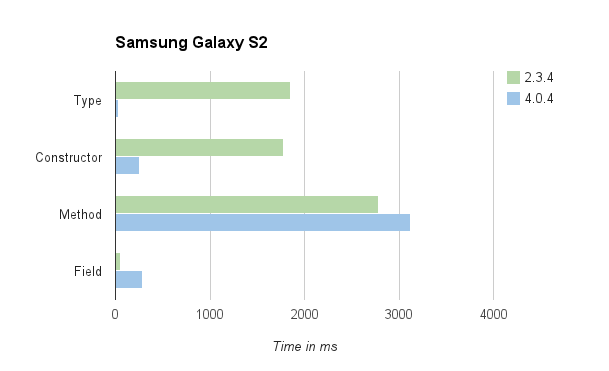 Samsung Galaxy S2
2.3.4
4.0.4
Type
Constructor
Method
Field
0 1000 2000 3000 4000
Time in ms